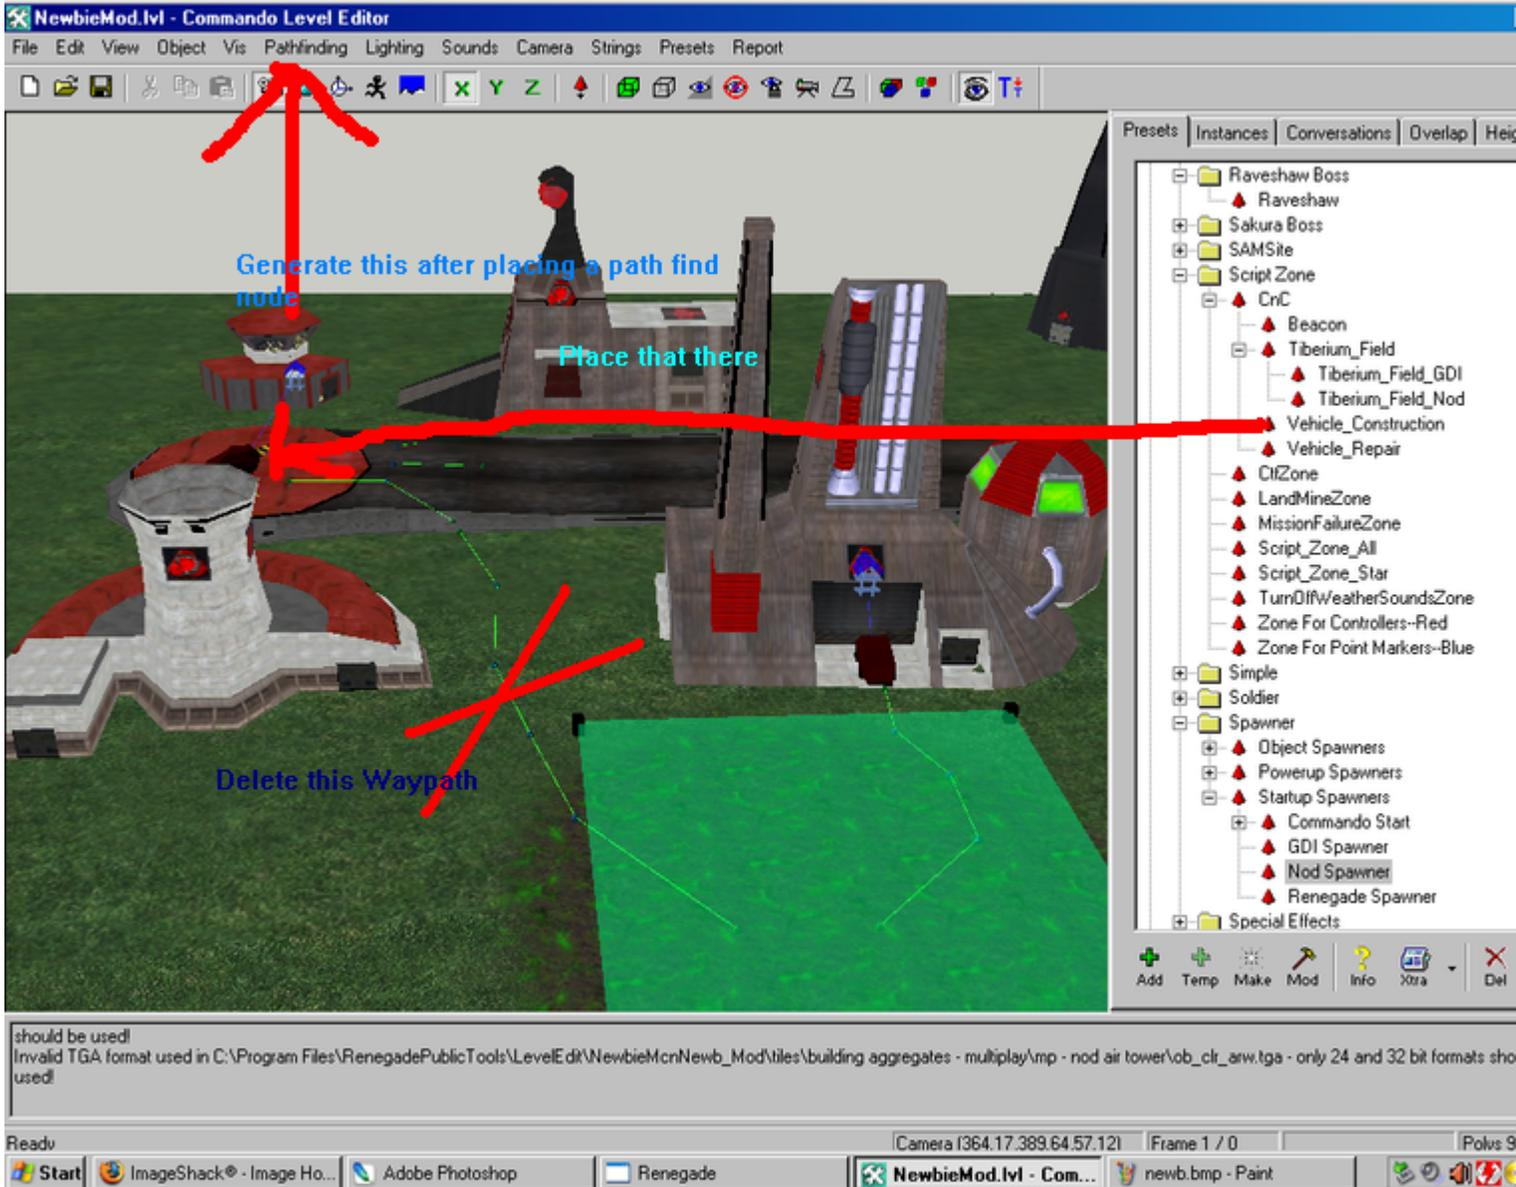 NewbieMod.lvl - Commando Level Editor
File Edit View Object Vis Pathfinding Lighting Sounds Camera Strings Presets Report
X Y Z
Presets Instances Conversations Overlap
Generate this after placing a path find
node
Place that there
Delete this Waypath
Raveshaw Boss
Raveshaw
Sakura Boss
SAMSite
Script Zone
CnC
Beacon
Tiberium_Field
Tiberium_Field_GDI
Tiberium_Field_Nod
Vehicle_Construction
Vehicle_Repair
CtfZone
LandMineZone
MissionFailureZone
Script_Zone_All
Script_Zone_Star
TurnOffWeatherSoundsZone
Zone For Controllers--Red
Zone For Point Markers--Blue
Simple
Soldier
Spawner
Object Spawners
Powerup Spawners
Startup Spawners
Commando Start
GDI Spawner
Nod Spawner
Renegade Spawner
Special Effects
Add Temp Make Mod Info Xtra Del
should be used!
Invalid TGA format used in C:\Program Files\RenegadePublicTools\LevelEdit\NewbieMcnNewb_Mod\tiles\building aggregates - multiplay\mp - nod air tower\ob_clr_arw.tga - only 24 and 32 bit formats sho
used!
Ready Camera (364.17,389.64,57.12) Frame 1 / 0 Polys 9
Start ImageShack® - Image Ho... Adobe Photoshop Renegade NewbieMod.lvl - Com... newb.bmp - Paint